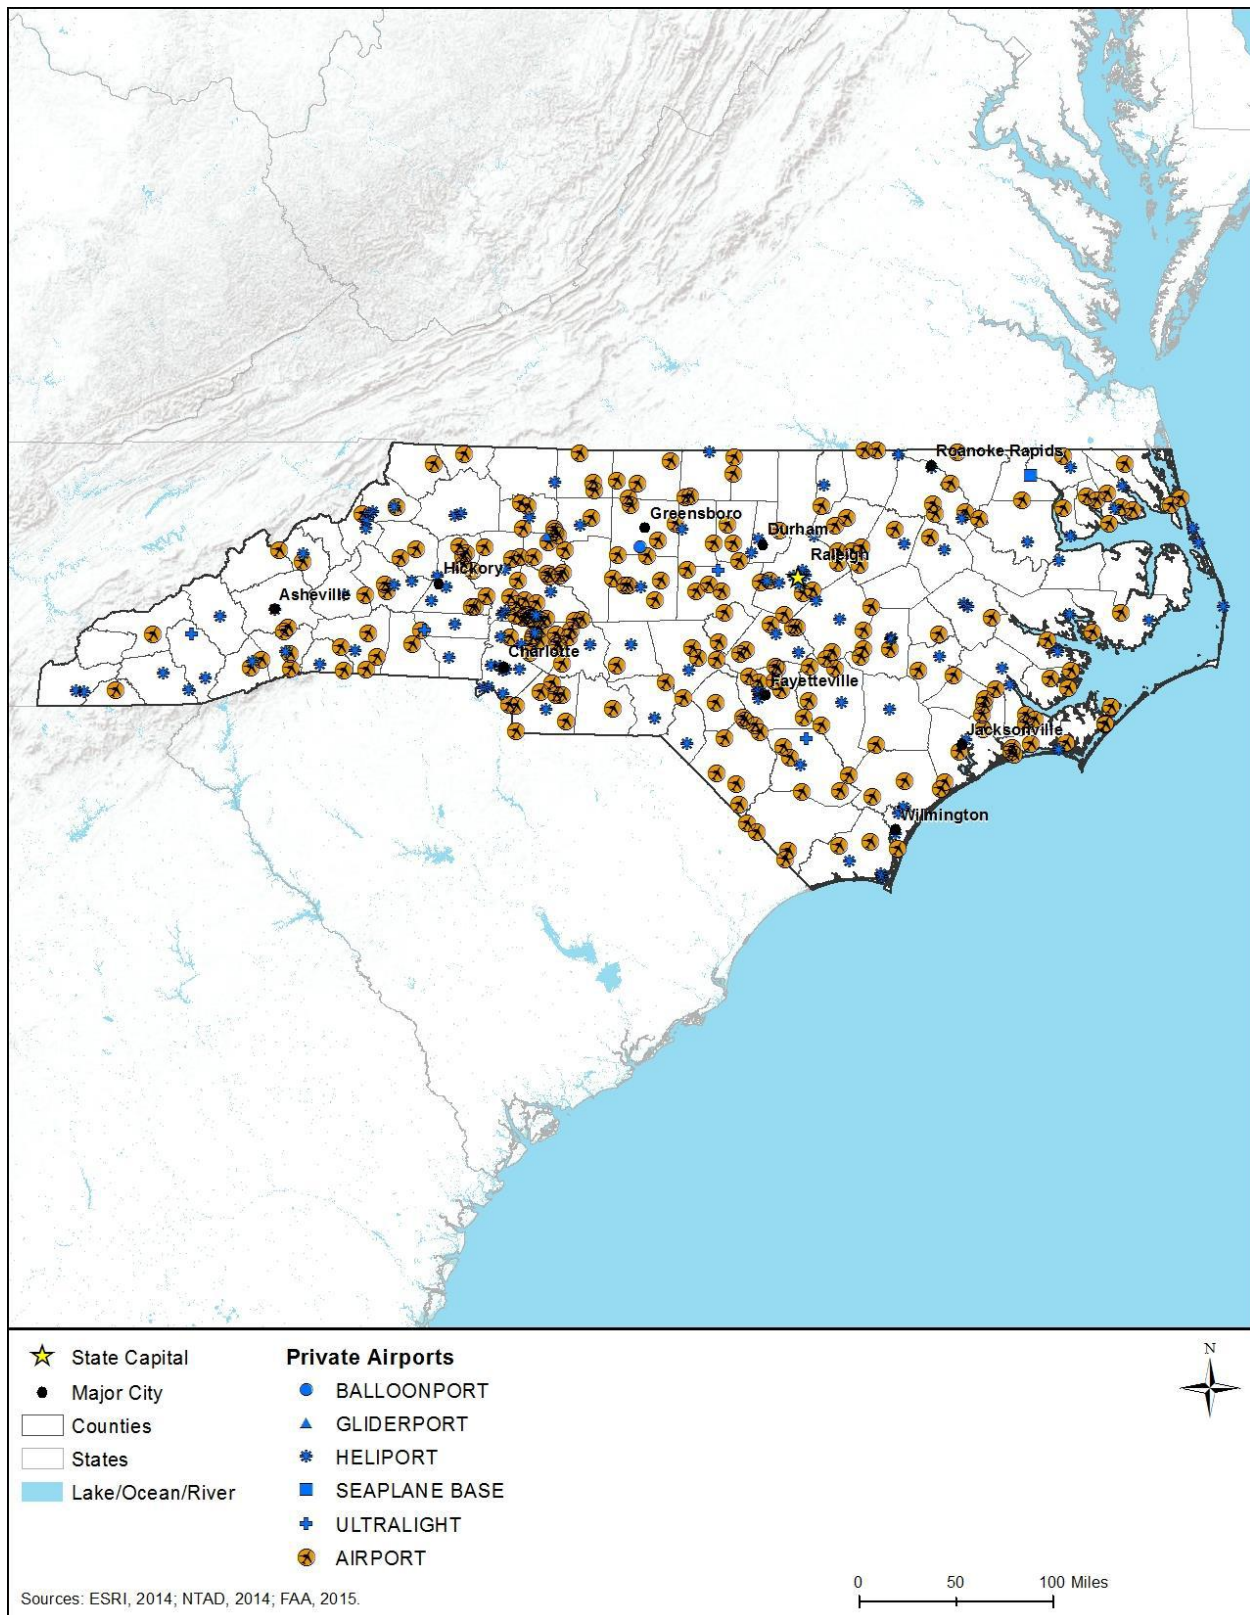 Roanoke Rapids
Greensboro
Durham
Raleigh
Hickory
Asheville
Charlotte
Fayetteville
Jacksonville
Wilmington
State Capital
Major City
Counties
States
Lake/Ocean/River
Private Airports
BALLOONPORT
GLIDERPORT
HELIPORT
SEAPLANE BASE
ULTRALIGHT
AIRPORT
N
0 50 100 Miles
Sources: ESRI, 2014; NTAD, 2014; FAA, 2015.